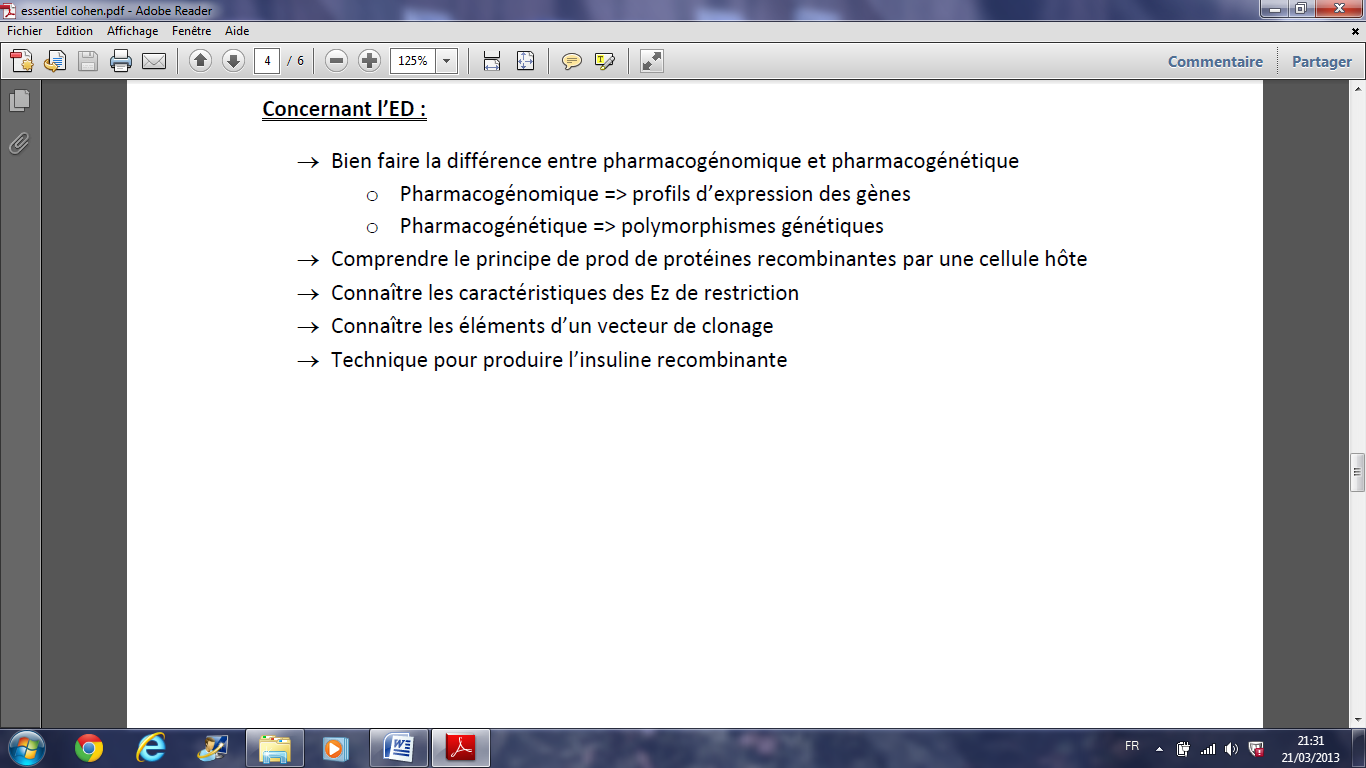 essentiel cohen.pdf - Adobe Reader
Fichier Edition Affichage Fenêtre Aide
4 / 6 125% Commentaire Partager
Concernant l’ED :
→ Bien faire la différence entre pharmacogénomique et pharmacogénétique
o Pharmacogénomique => profils d’expression des gènes
o Pharmacogénétique => polymorphismes génétiques
→ Comprendre le principe de prod de protéines recombinantes par une cellule hôte
→ Connaître les caractéristiques des Ez de restriction
→ Connaître les éléments d’un vecteur de clonage
→ Technique pour produire l’insuline recombinante
FR
21:31
21/03/2013